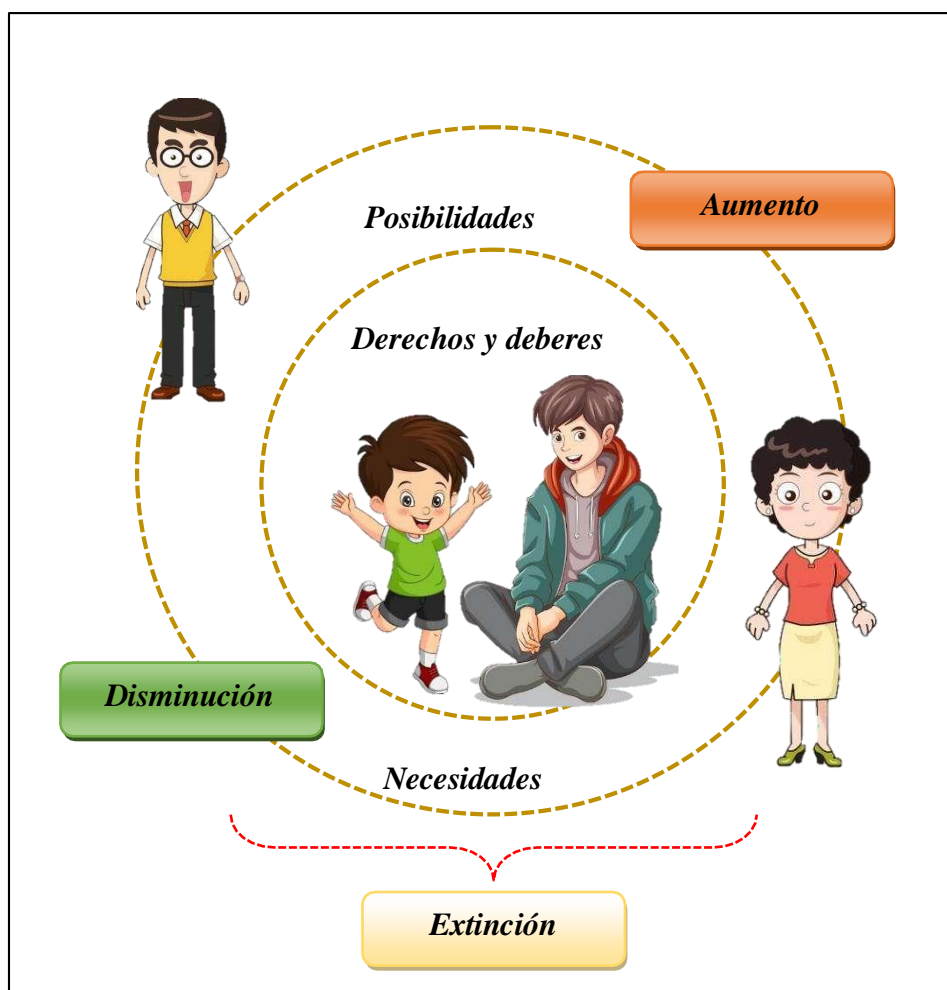 Aumento
Posibilidades
Derechos y deberes
Disminución
Necesidades
Extinción